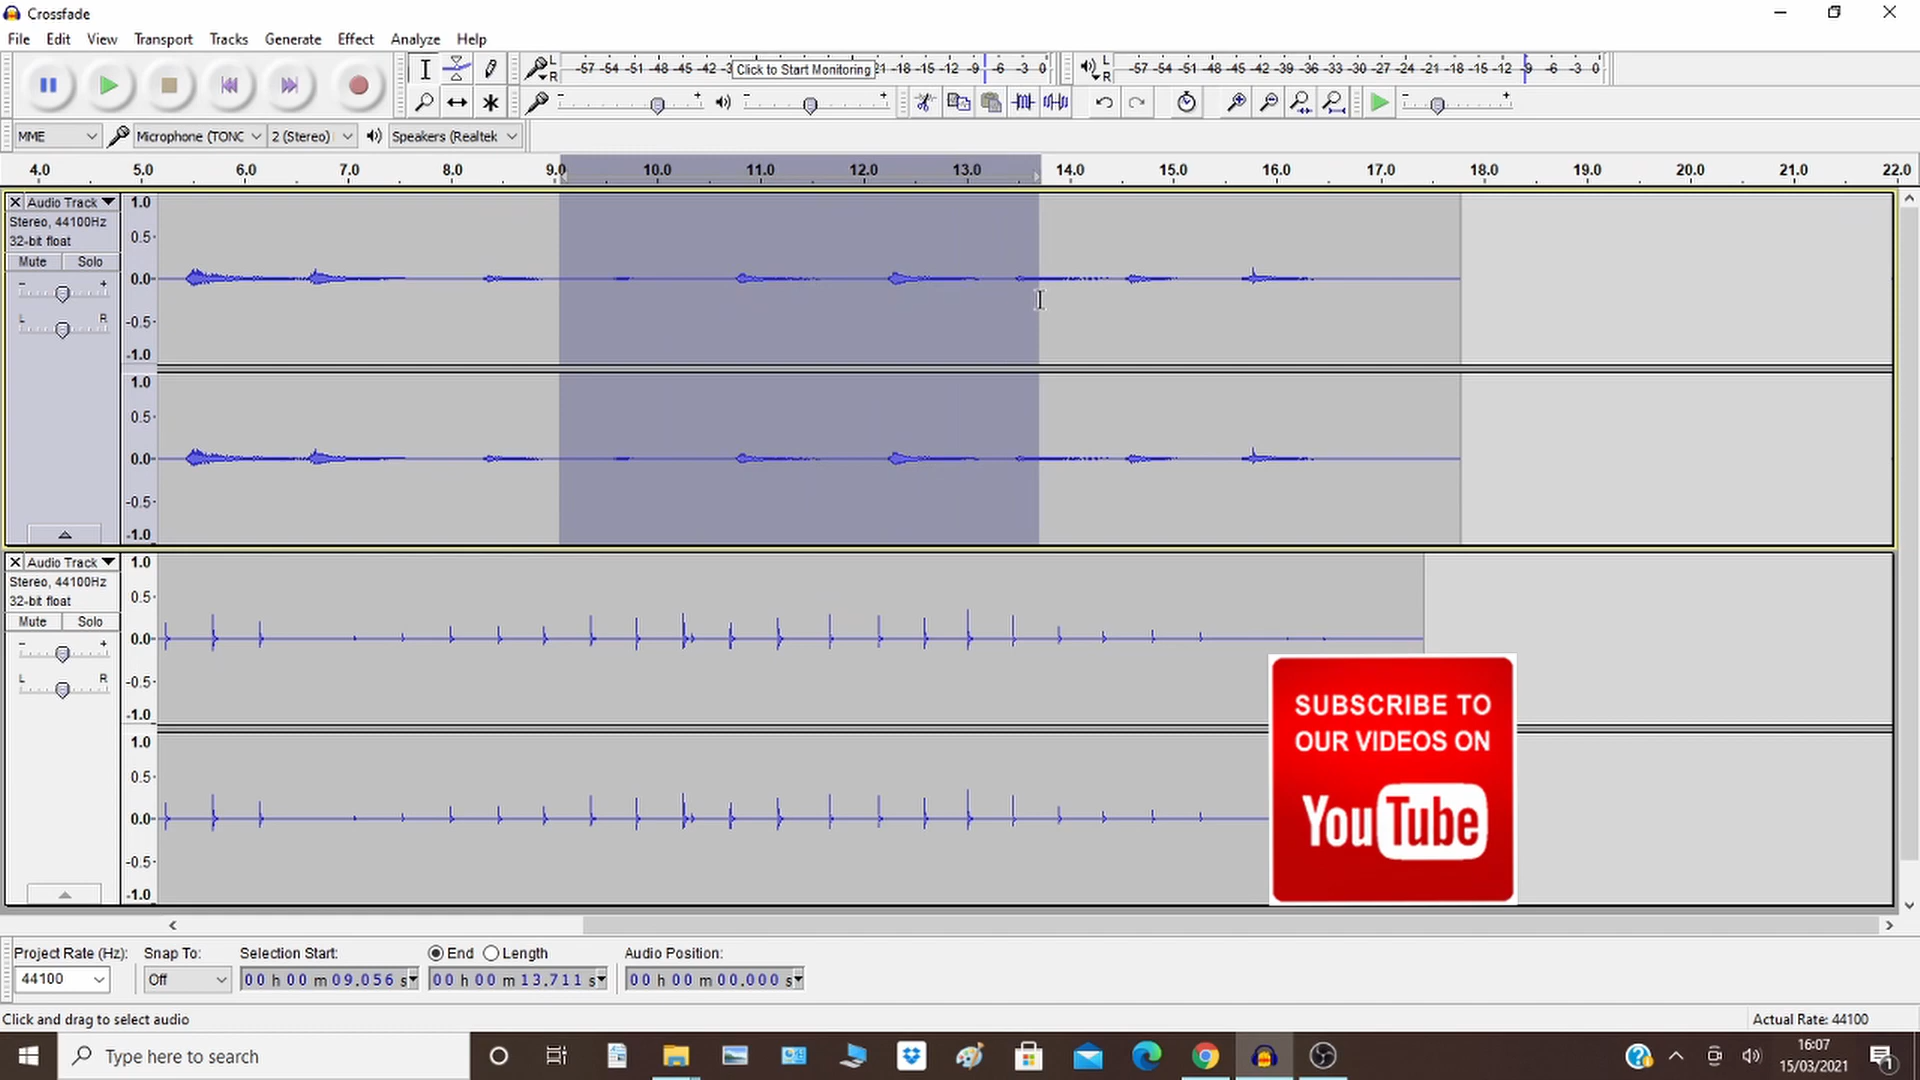 Crossfade
File Edit View Transport Tracks Generate Effect Analyze Help
L R -57 -54 -51 -48 -45 -42 -3 Click to Start Monitoring 21 -18 -15 -12 -9 -6 -3 0
L R -57 -54 -51 -48 -45 -42 -39 -36 -33 -30 -27 -24 -21 -18 -15 -12 -9 -6 -3 0
MME Microphone (TONC 2 (Stereo) Speakers (Realtek
4.0 5.0 6.0 7.0 8.0 9.0 10.0 11.0 12.0 13.0 14.0 15.0 16.0 17.0 18.0 19.0 20.0 21.0 22.0
× Audio Track 1.0
Stereo, 44100Hz 0.5
32-bit float
Mute Solo 0.0
- +
L R -0.5
-1.0
1.0
0.5
0.0
-0.5
-1.0
× Audio Track 1.0
Stereo, 44100Hz 0.5
32-bit float
Mute Solo 0.0
- +
L R -0.5
-1.0
1.0
0.5
0.0
-0.5
-1.0
SUBSCRIBE TO
OUR VIDEOS ON
YouTube
Project Rate (Hz): Snap To: Selection Start: End Length Audio Position:
44100 Off 00 h 00 m 09.056 s 00 h 00 m 13.711 s 00 h 00 m 00.000 s
Click and drag to select audio Actual Rate: 44100
Type here to search
16:07
15/03/2021
1